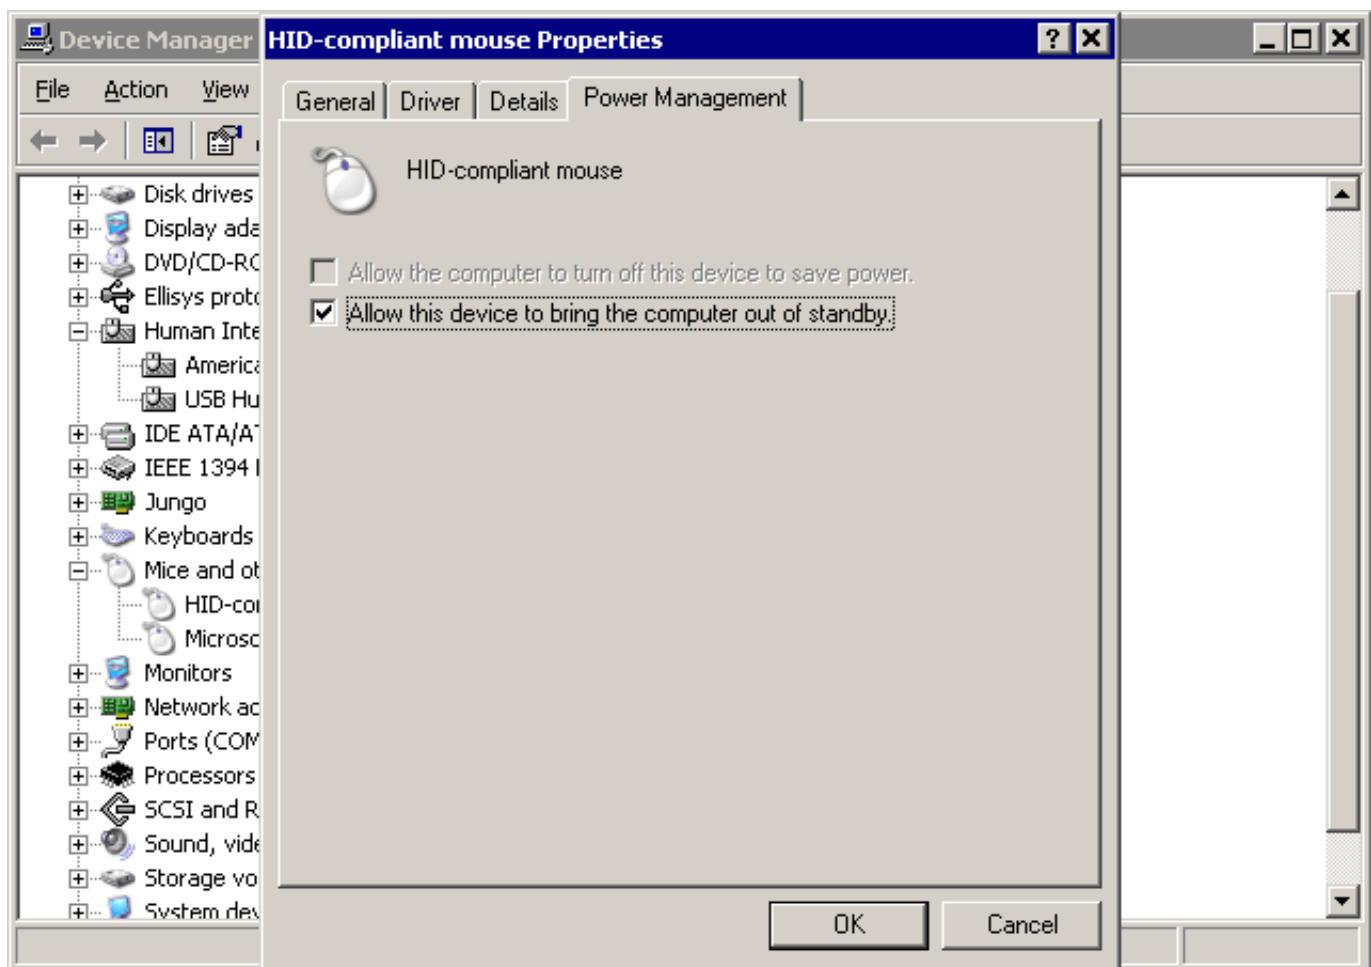 Device Manager
HID-compliant mouse Properties
File Action View
General Driver Details Power Management
HID-compliant mouse
Allow the computer to turn off this device to save power.
Allow this device to bring the computer out of standby.
Disk drives
Display ada
DVD/CD-RO
Ellisys proto
Human Inte
America
USB Hu
IDE ATA/AT
IEEE 1394
Jungo
Keyboards
Mice and ot
HID-co
Microso
Monitors
Network ac
Ports (COM
Processors
SCSI and R
Sound, vide
Storage vo
System dev
OK Cancel